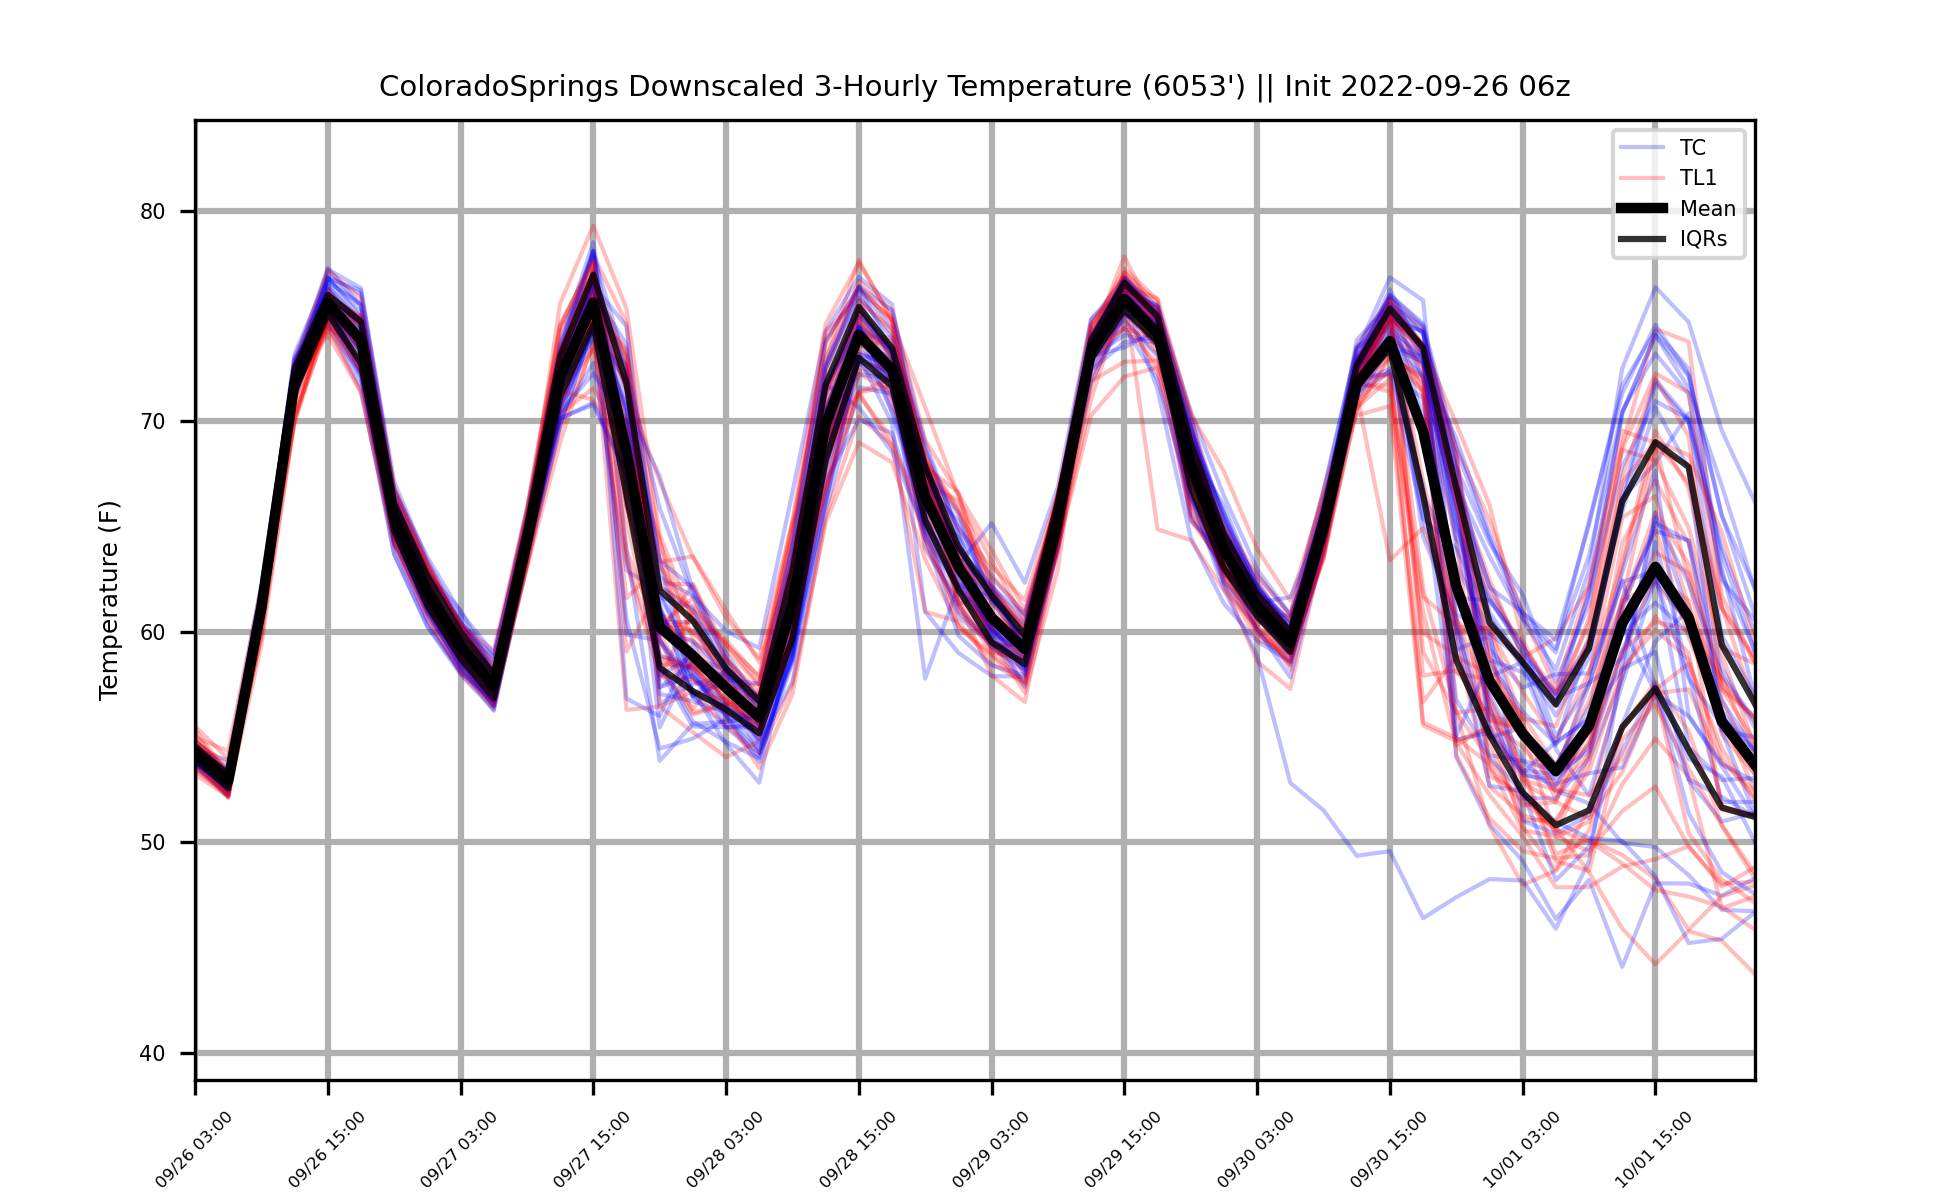 ColoradoSprings Downscaled 3-Hourly Temperature (6053') || Init 2022-09-26 06z
TC
TL1
Mean
IQRs
Temperature (F)
80
70
60
50
40
09/26 03:00
09/26 15:00
09/27 03:00
09/27 15:00
09/28 03:00
09/28 15:00
09/29 03:00
09/29 15:00
09/30 03:00
09/30 15:00
10/01 03:00
10/01 15:00